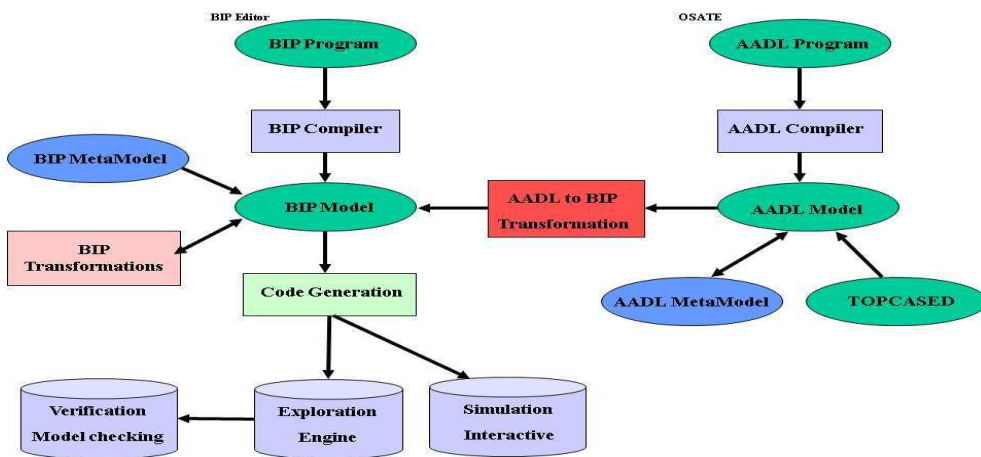 BIP Editor
OSATE
BIP Program
AADL Program
BIP Compiler
AADL Compiler
BIP MetaModel
BIP Model
AADL to BIP
Transformation
AADL Model
BIP
Transformations
Code Generation
AADL MetaModel
TOPCASED
Verification
Model checking
Exploration
Engine
Simulation
Interactive